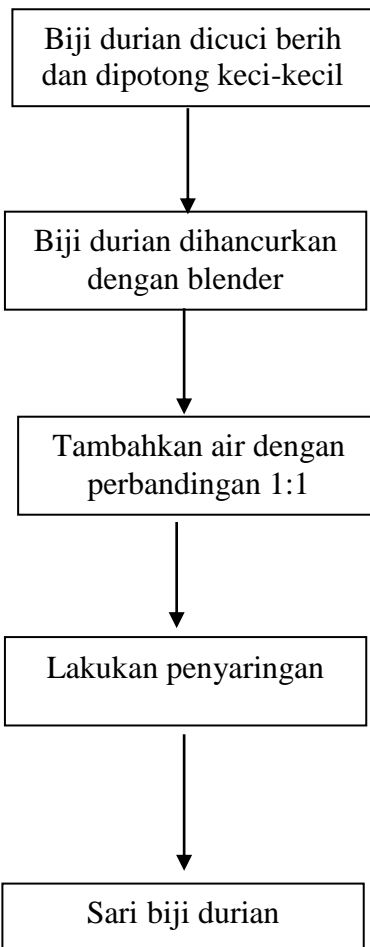 Biji durian dicuci berih
dan dipotong keci-kecil
Biji durian dihancurkan
dengan blender
Tambahkan air dengan
perbandingan 1:1
Lakukan penyaringan
Sari biji durian